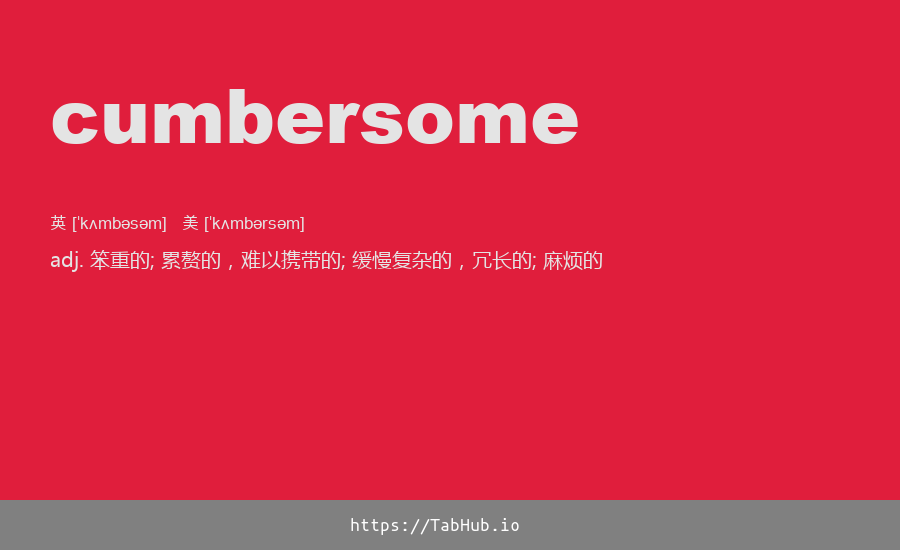 cumbersome
英 [ˈkʌmbəsəm] 美 [ˈkʌmbərsəm]
adj. 笨重的; 累赘的，难以携带的; 缓慢复杂的，冗长的; 麻烦的
https://TabHub.io